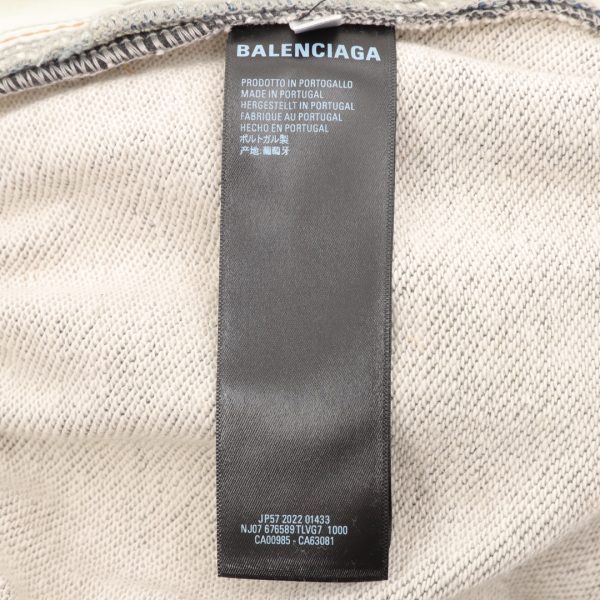 BALENCIAGA
PRODOTTO IN PORTOGALLO
MADE IN PORTUGAL
HERGESTELLT IN PORTUGAL
FABRIQUE AU PORTUGAL
HECHO EN PORTUGAL
ポルトガル製
产地:葡萄牙
JP57 2022 01433
NJ07 676589 TLVG7 1000
CA00985 - CA63081